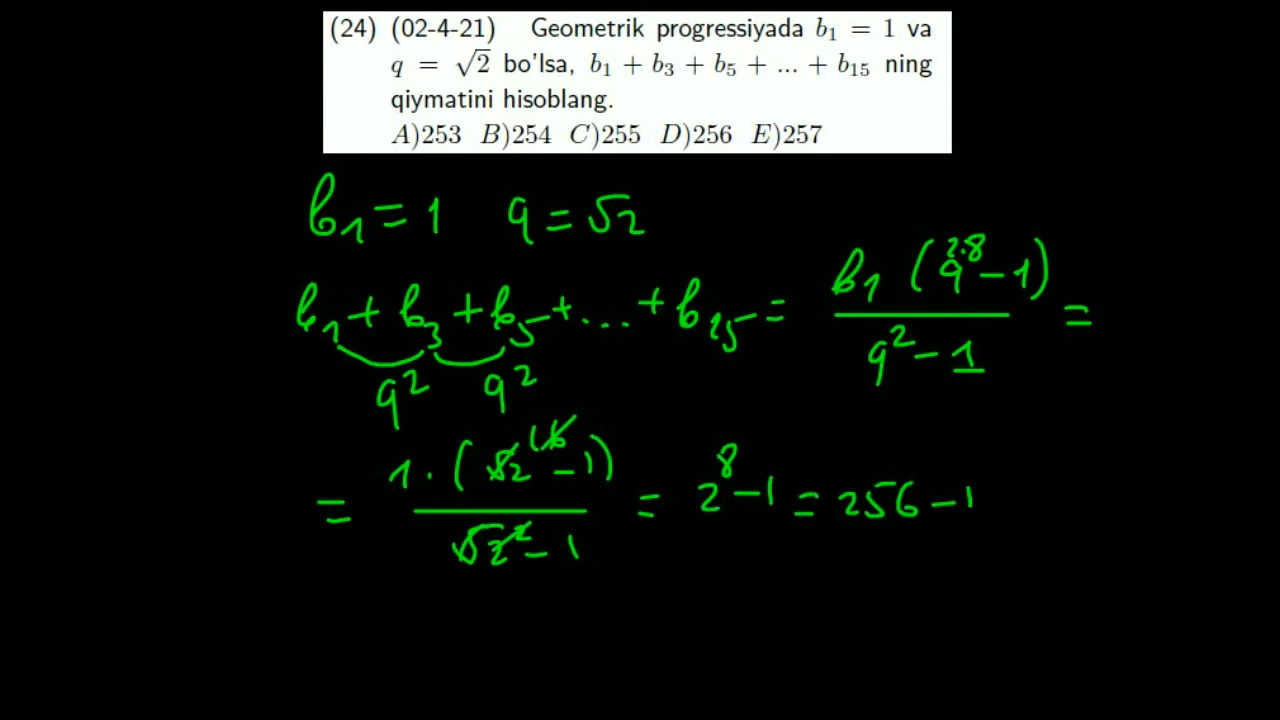 (24) (02-4-21) Geometrik progressiyada b₁ = 1 va
q = √2 bo'lsa, b₁ + b₃ + b₅ + ... + b₁₅ ning
qiymatini hisoblang.
A)253 B)254 C)255 D)256 E)257
b₁ = 1 q = √2
b₁ + b₃ + b₅ + ... + b₁₅ = b₁ (q^2·8 − 1) / (q² − 1) =
q² q²
= 1 · (√2^16 − 1) / (√2² − 1) = 2⁸ − 1 = 256 − 1